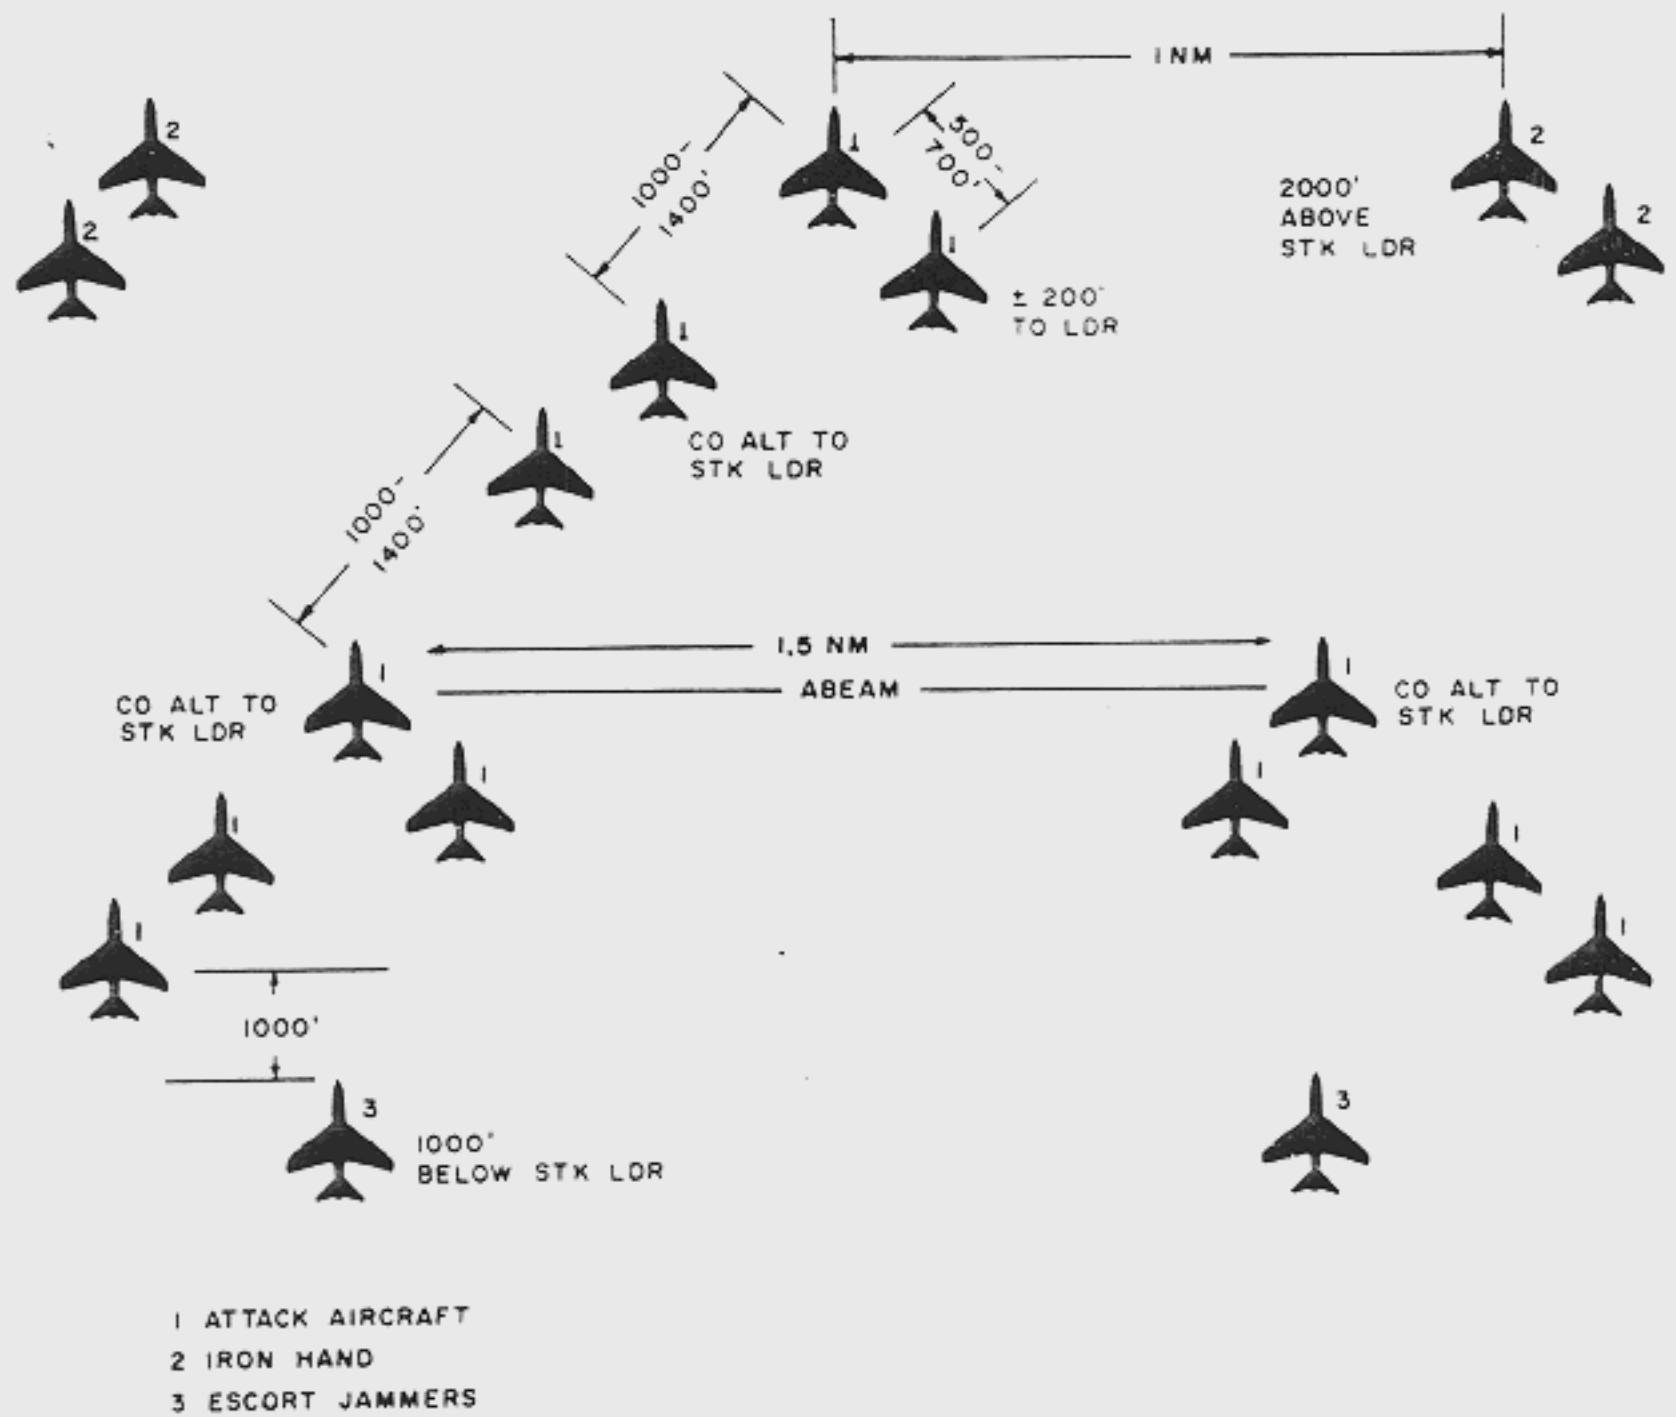 1 NM
2
1
500-
700'
2
2
1000-
1400'
2000'
ABOVE
STK LDR
2
1
± 200'
TO LDR
1
CO ALT TO
STK LDR
1
1000-
1400'
1.5 NM
ABEAM
1
CO ALT TO
STK LDR
1
CO ALT TO
STK LDR
1
1
1
1
1
1
1000'
3
1000'
BELOW STK LDR
3
1 ATTACK AIRCRAFT
2 IRON HAND
3 ESCORT JAMMERS